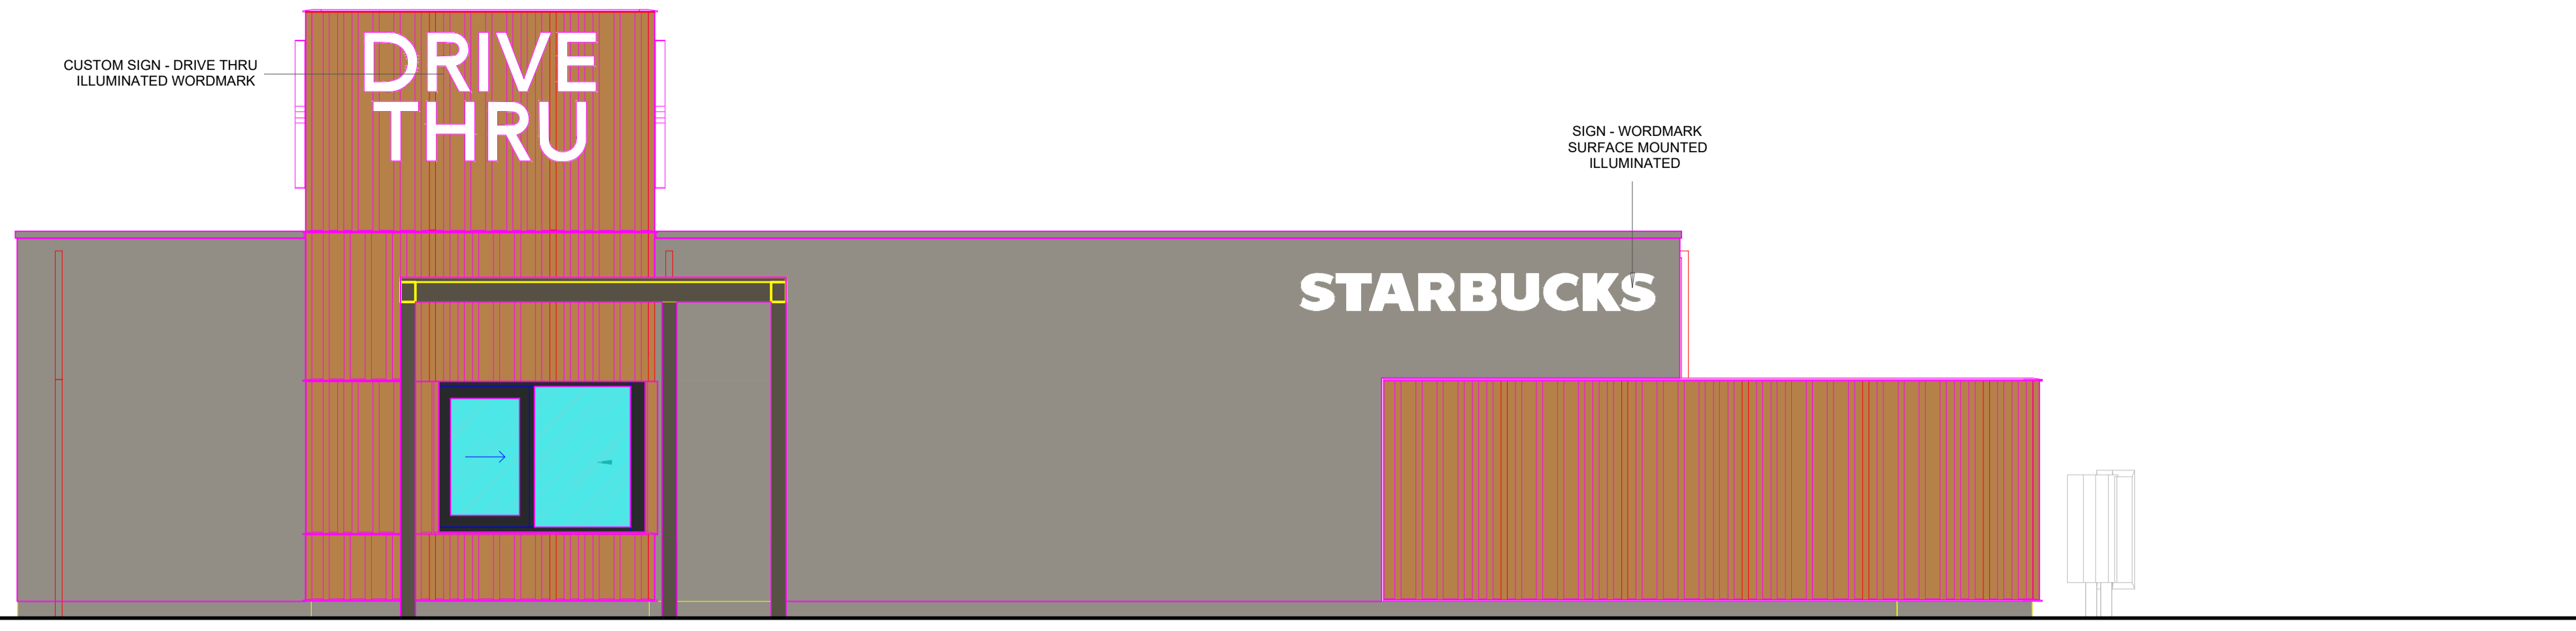 CUSTOM SIGN - DRIVE THRU
ILLUMINATED WORDMARK
DRIVE
THRU
SIGN - WORDMARK
SURFACE MOUNTED
ILLUMINATED
STARBUCKS